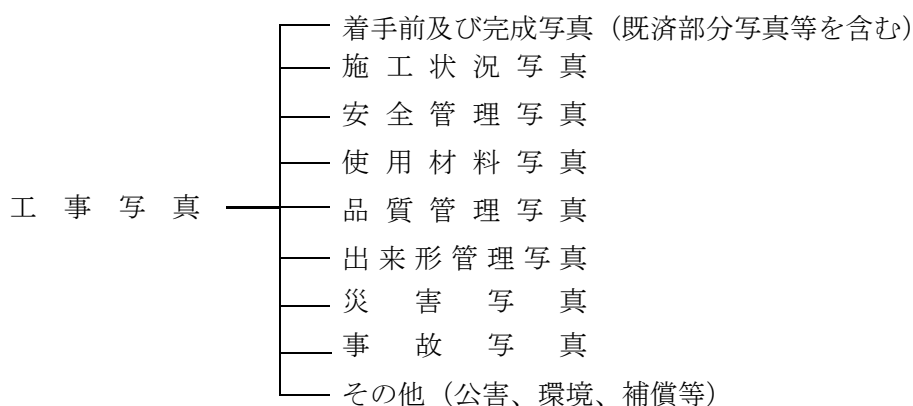 着手前及び完成写真（既済部分写真等を含む）
施工状況写真
安全管理写真
使用材料写真
工事写真
品質管理写真
出来形管理写真
災害写真
事故写真
その他（公害、環境、補償等）